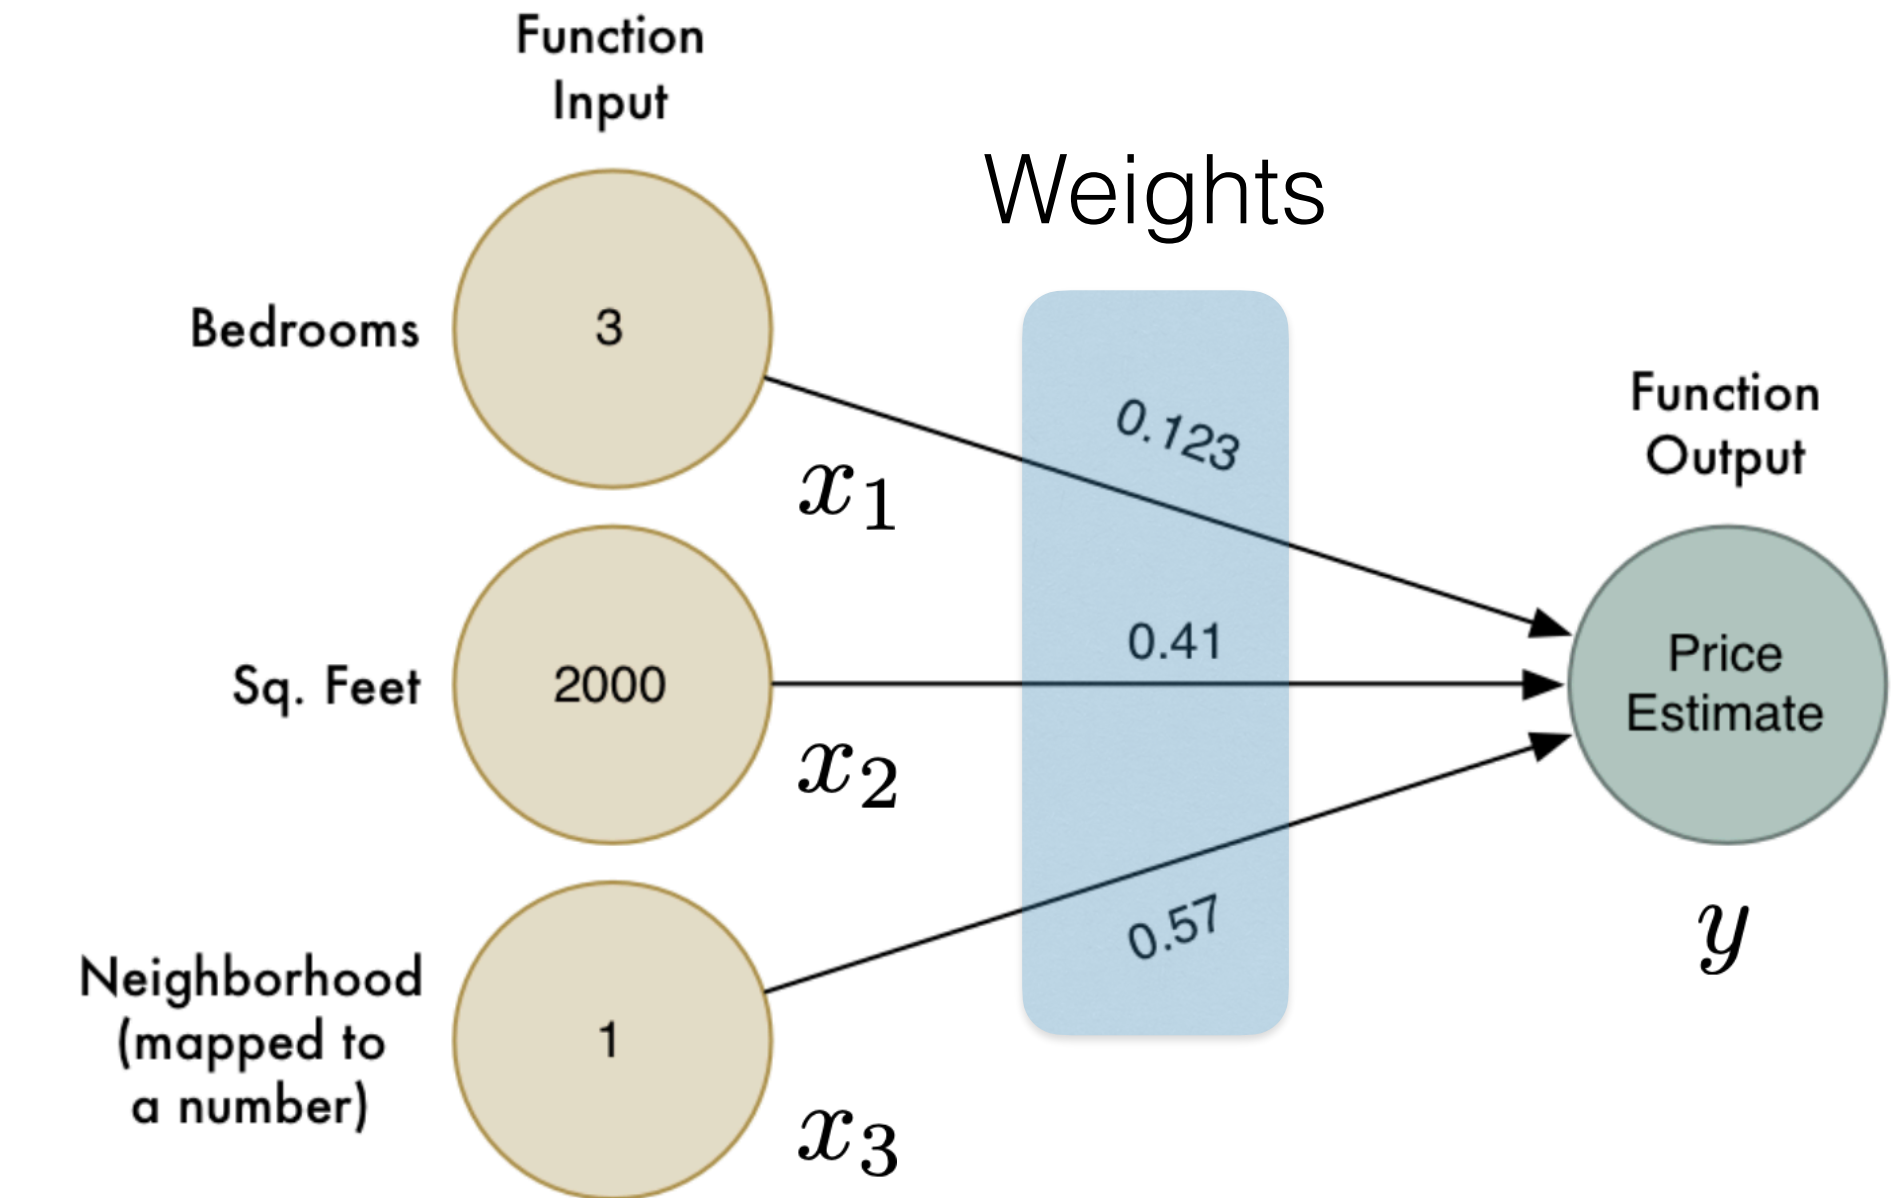 Function
Input
Weights
Bedrooms
3
x₁
0.123
Function
Output
Sq. Feet
2000
x₂
0.41
Price
Estimate
y
Neighborhood
(mapped to
a number)
1
x₃
0.57